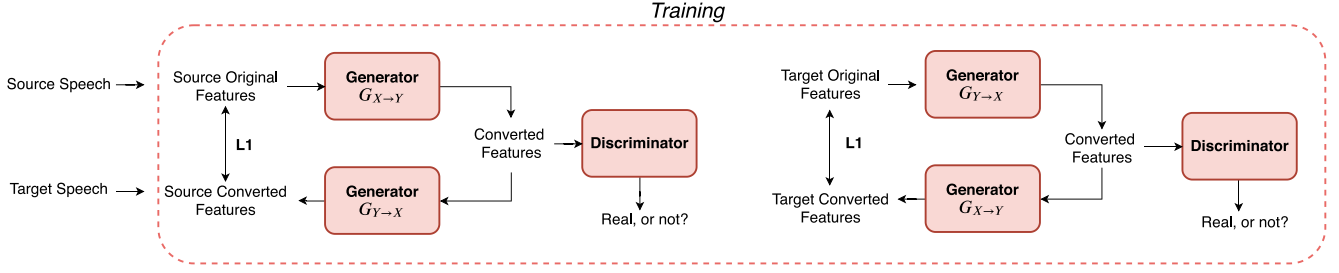 Training
Source Speech
Target Speech
Source Original
Features
Generator
G_{X→Y}
L1
Converted
Features
Discriminator
Source Converted
Features
Generator
G_{Y→X}
Real, or not?
Target Original
Features
Generator
G_{Y→X}
L1
Converted
Features
Discriminator
Target Converted
Features
Generator
G_{X→Y}
Real, or not?